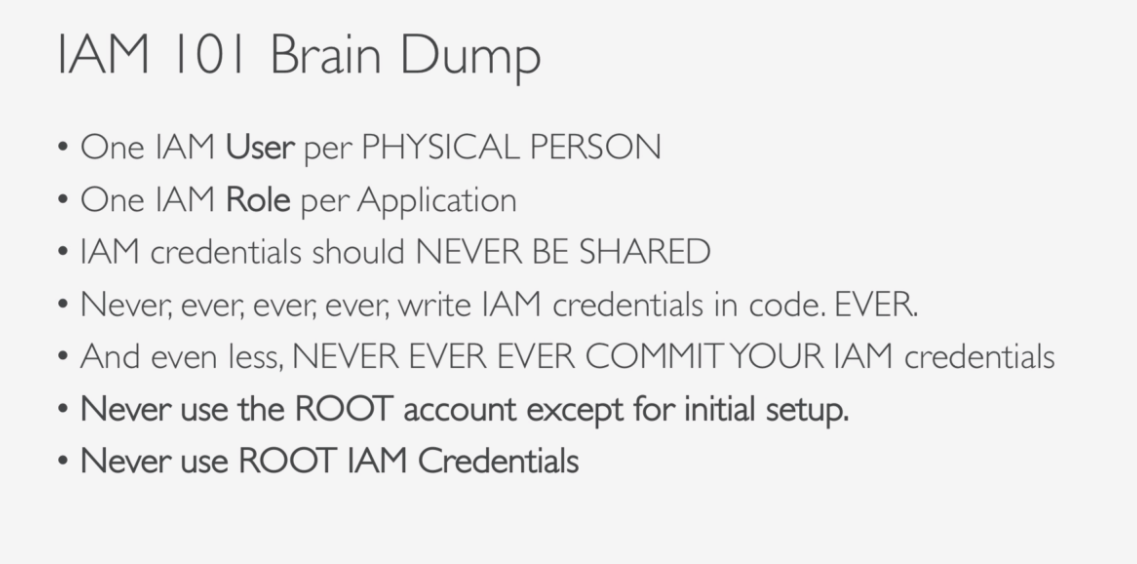 IAM 101 Brain Dump
• One IAM User per PHYSICAL PERSON
• One IAM Role per Application
• IAM credentials should NEVER BE SHARED
• Never, ever, ever, ever, write IAM credentials in code. EVER.
• And even less, NEVER EVER EVER COMMIT YOUR IAM credentials
• Never use the ROOT account except for initial setup.
• Never use ROOT IAM Credentials